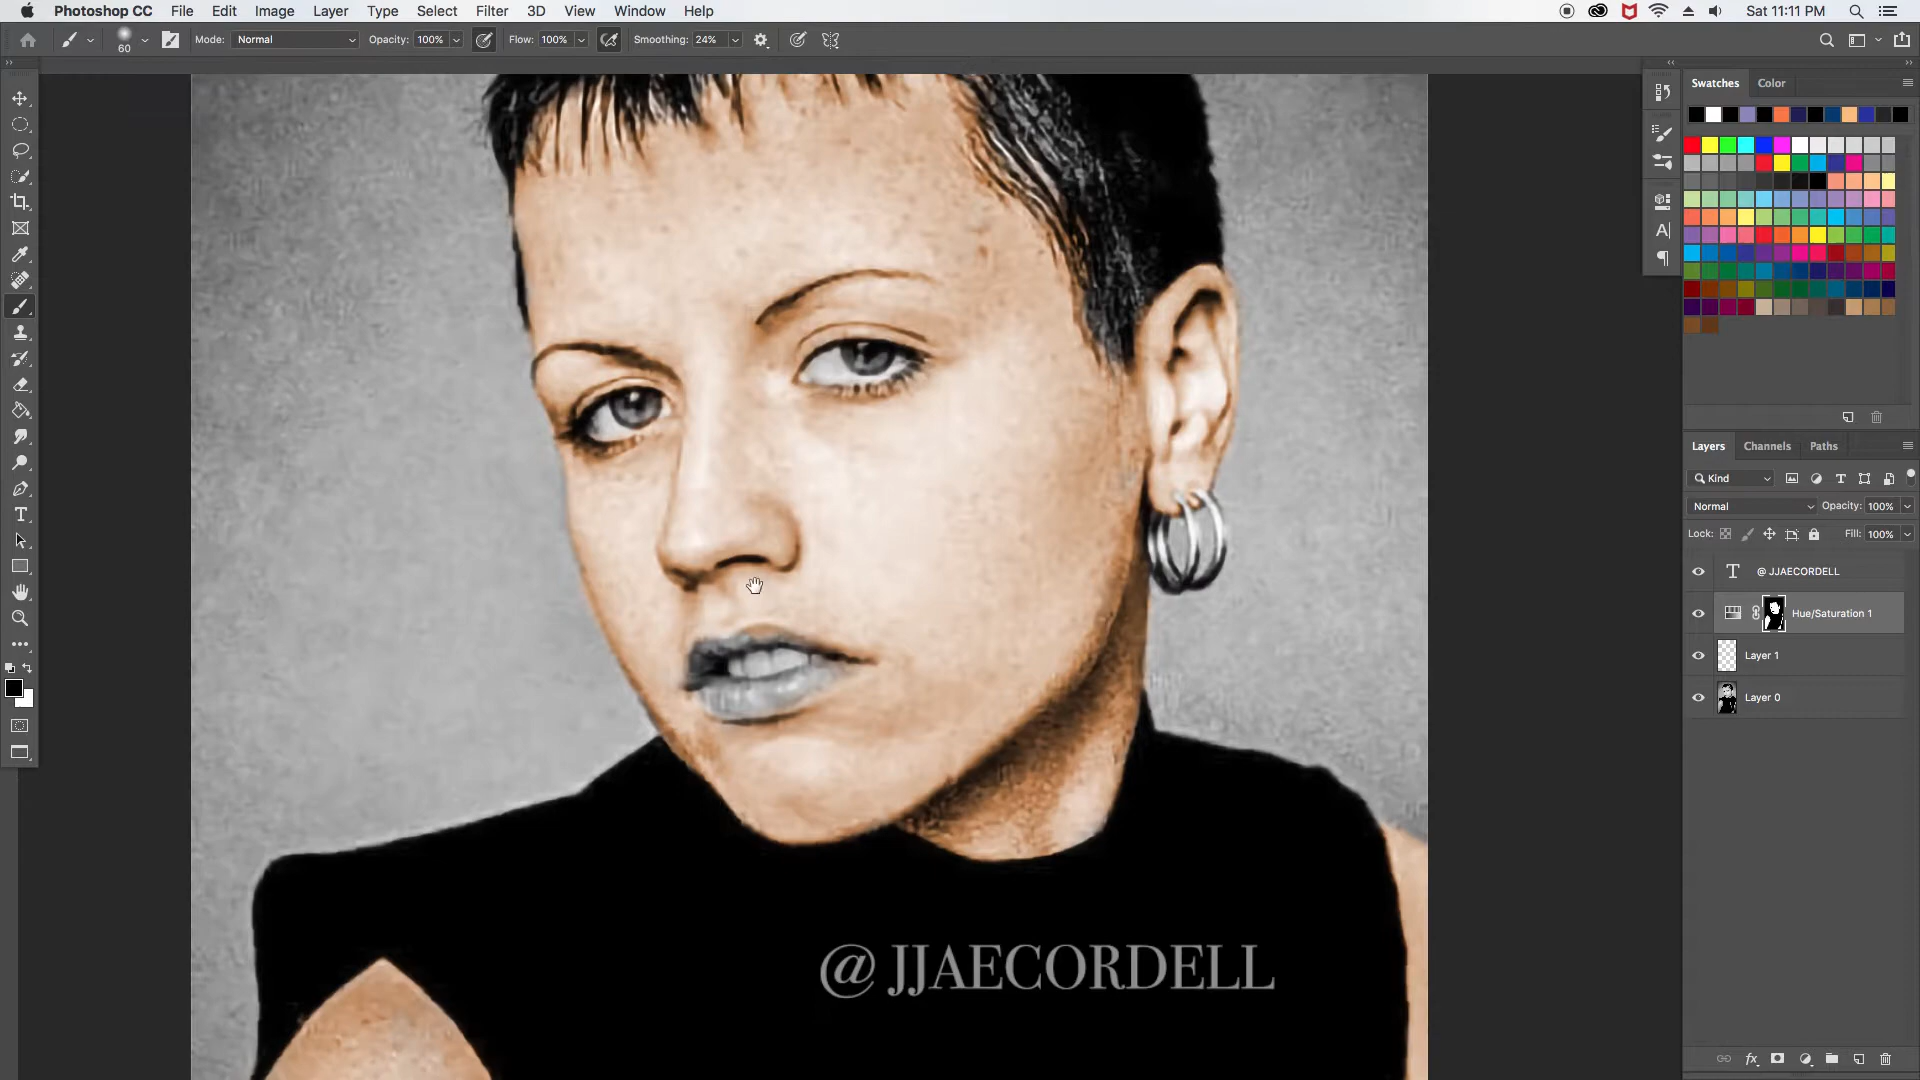 Photoshop CC File Edit Image Layer Type Select Filter 3D View Window Help Sat 11:11 PM
60 Mode: Normal Opacity: 100% Flow: 100% Smoothing: 24%
Swatches Color
A
T
Layers Channels Paths
Kind
Normal Opacity: 100%
Lock: Fill: 100%
T @ JJAECORDELL
Hue/Saturation 1
Layer 1
Layer 0
@ JJAECORDELL
fx